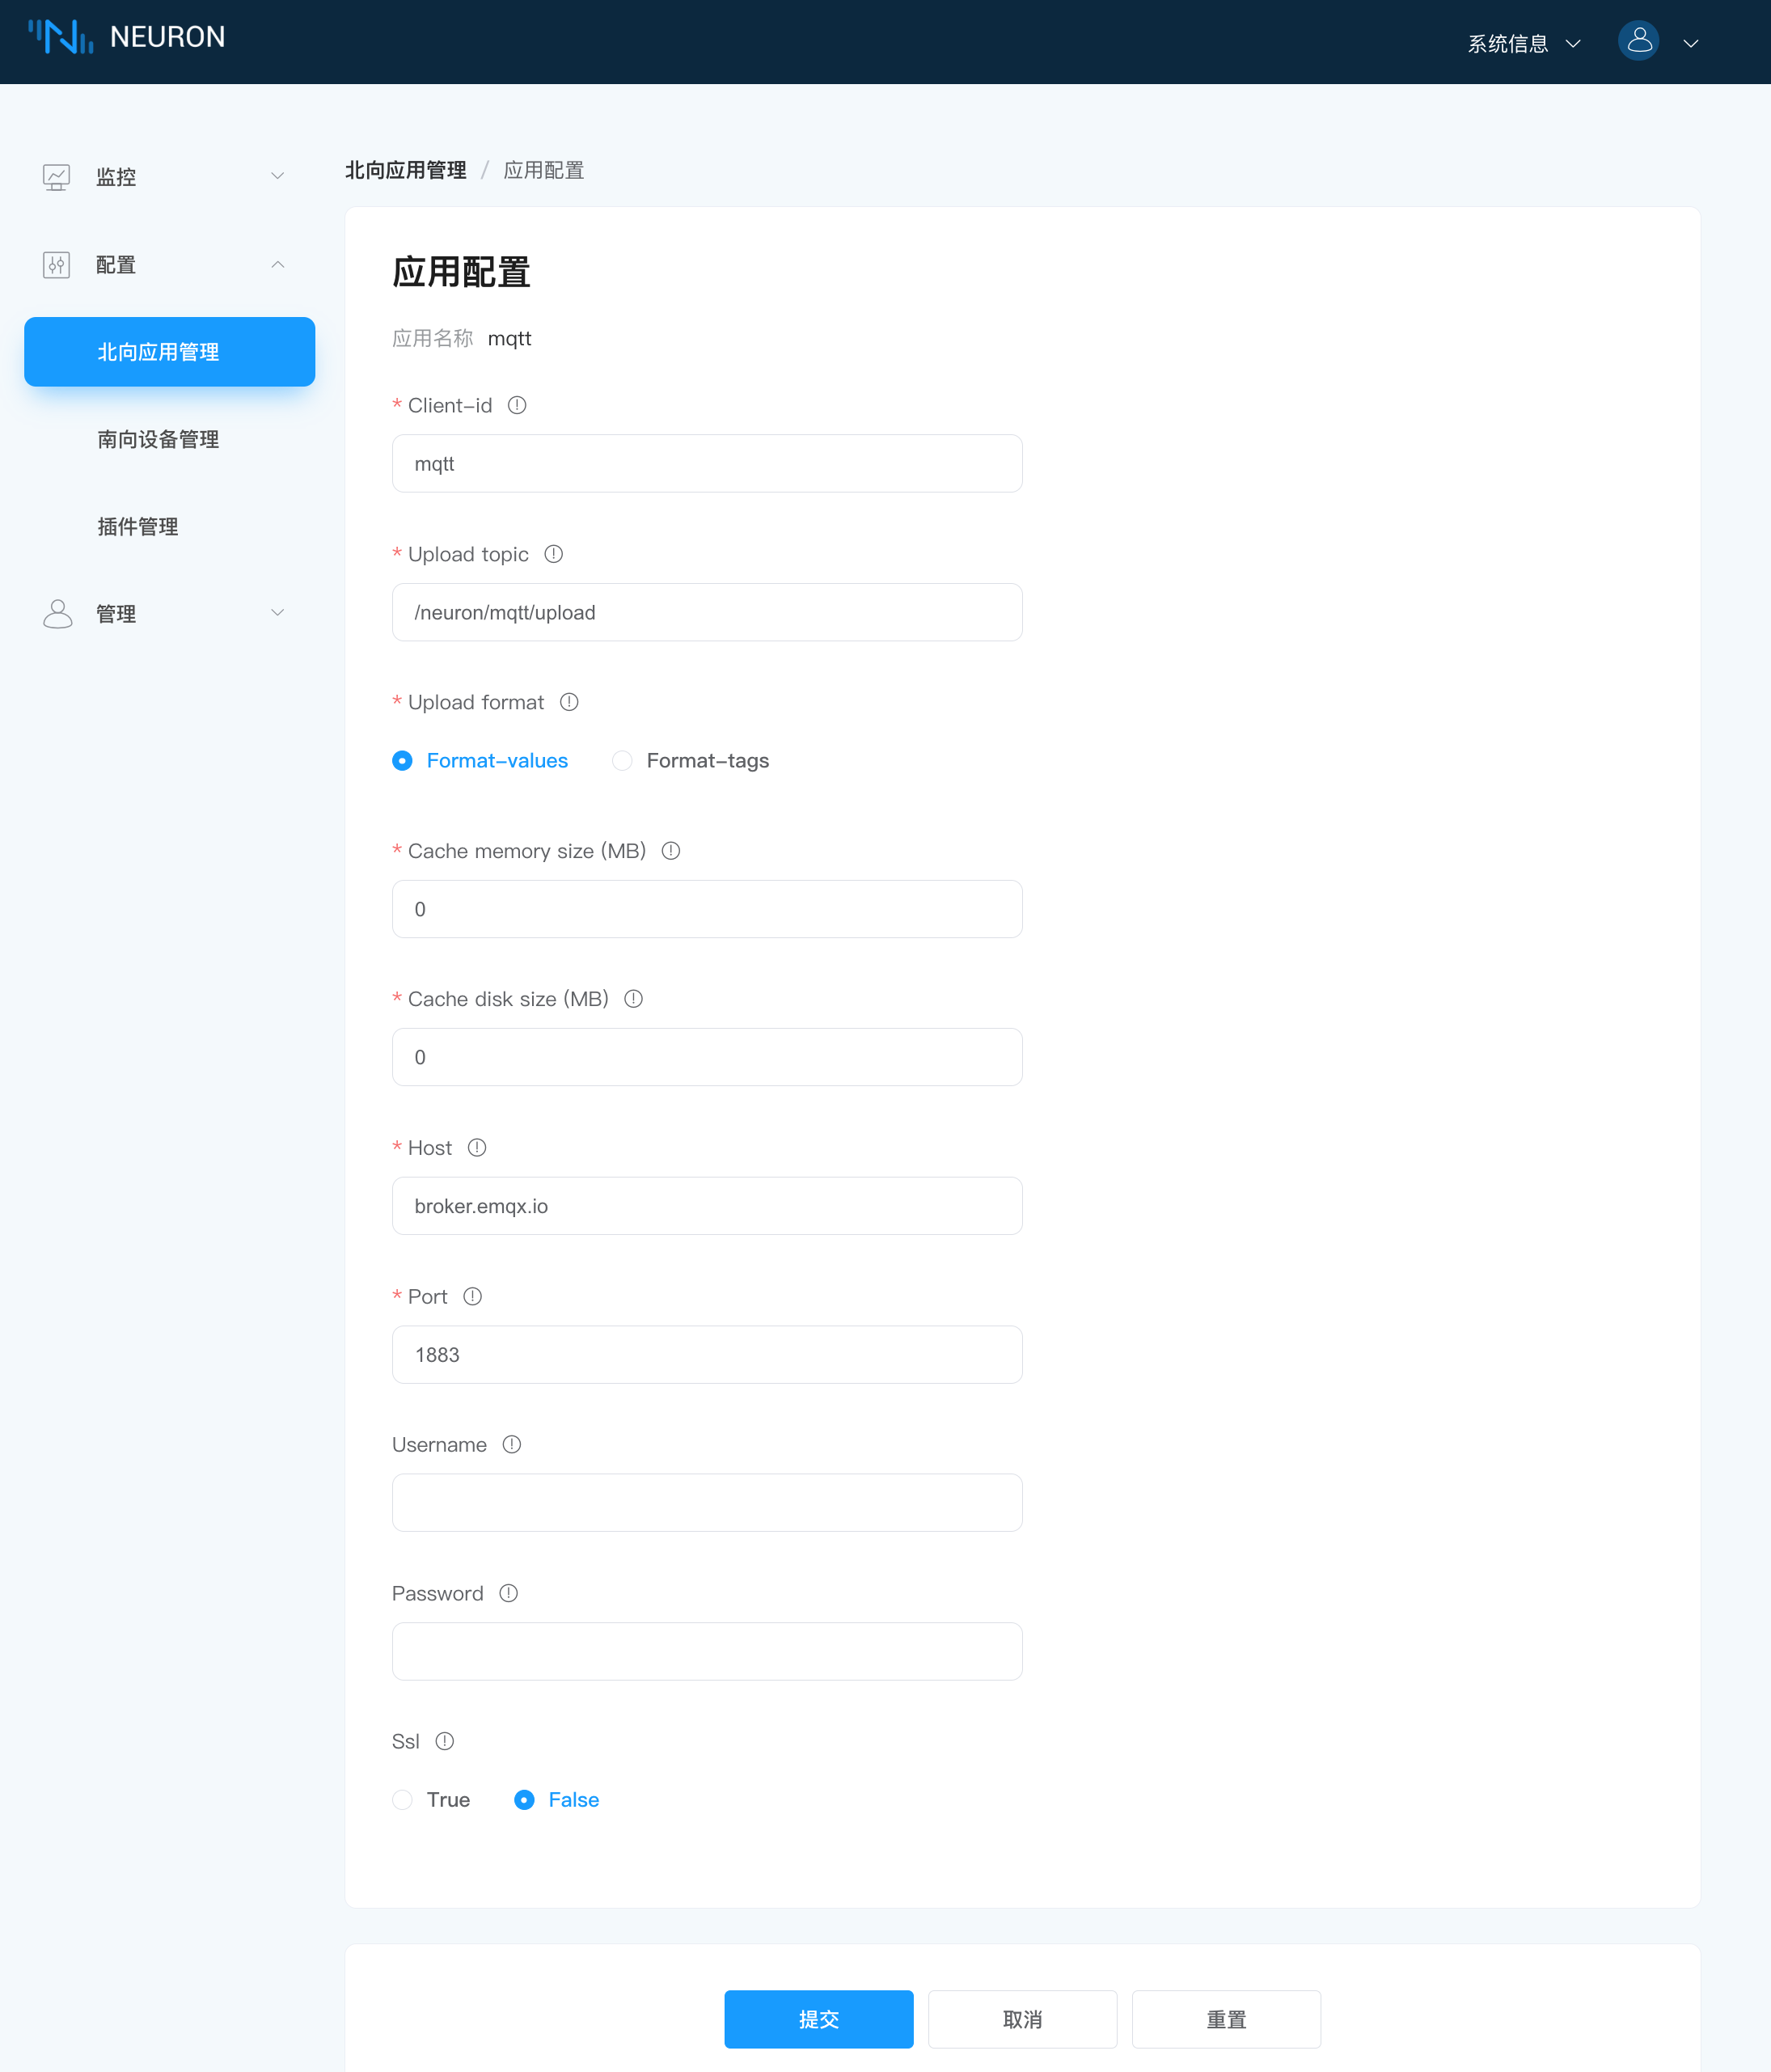 NEURON
系统信息
监控
配置
北向应用管理
南向设备管理
插件管理
管理
北向应用管理 / 应用配置
应用配置
应用名称 mqtt
* Client-id
mqtt
* Upload topic
/neuron/mqtt/upload
* Upload format
Format-values Format-tags
* Cache memory size (MB)
0
* Cache disk size (MB)
0
* Host
broker.emqx.io
* Port
1883
Username
Password
Ssl
True False
提交 取消 重置